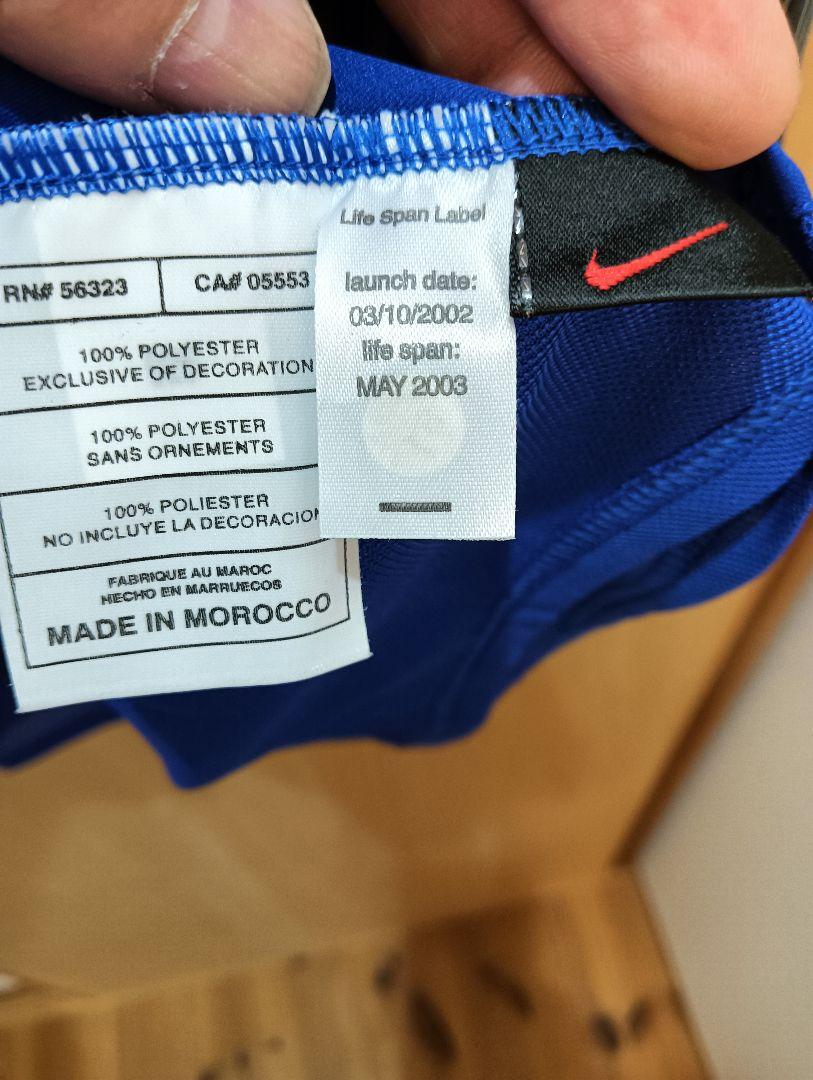 RN# 56323
CA# 05553
100% POLYESTER
EXCLUSIVE OF DECORATION
100% POLYESTER
SANS ORNEMENTS
100% POLIESTER
NO INCLUYE LA DECORACION
FABRIQUE AU MAROC
HECHO EN MARRUECOS
MADE IN MOROCCO
Life Span Label
launch date:
03/10/2002
life span:
MAY 2003